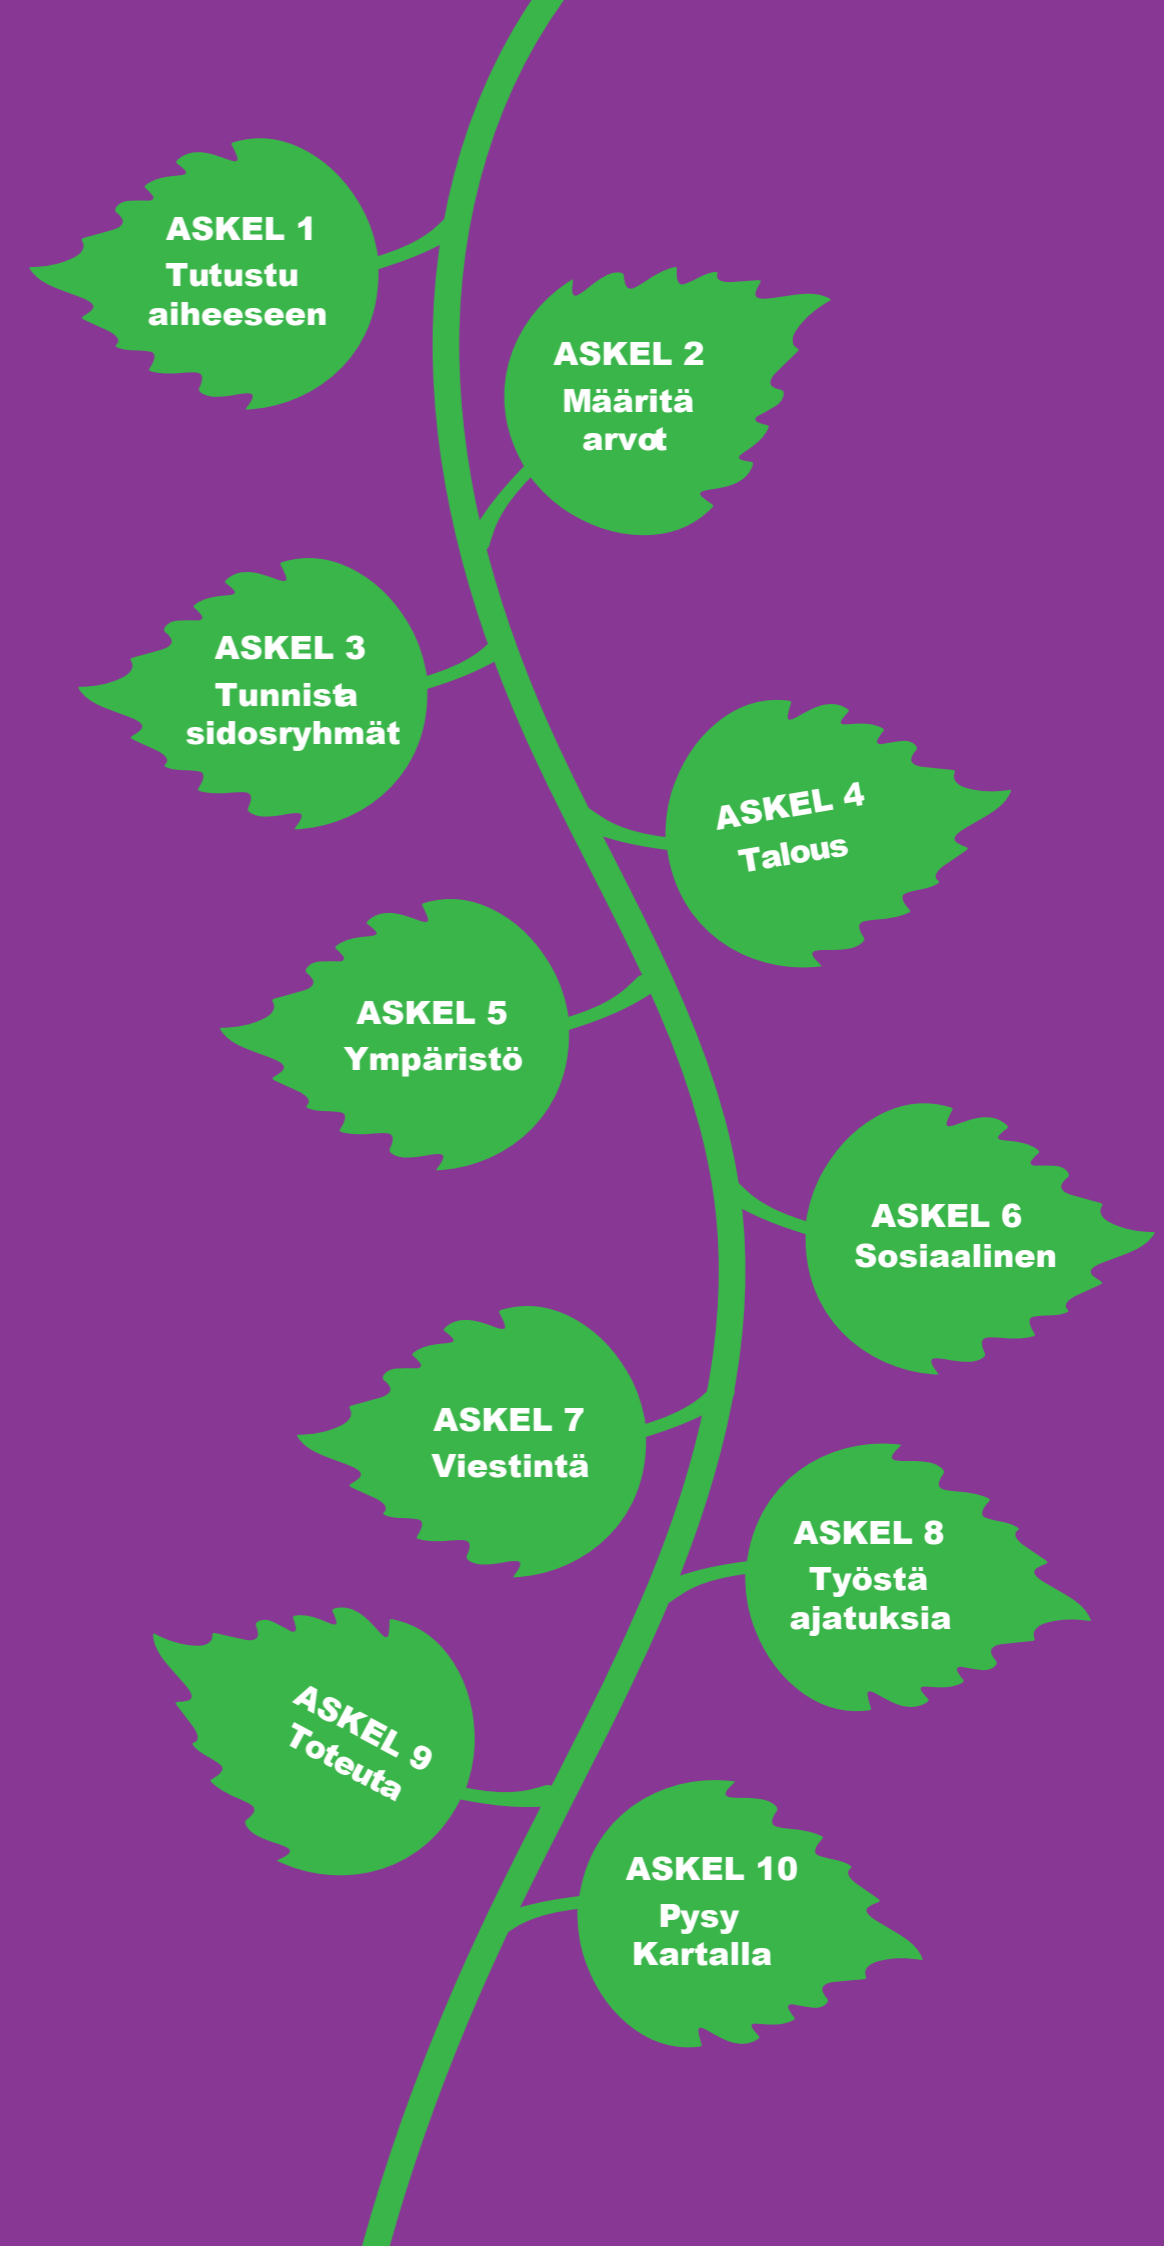 ASKEL 1
Tutustu
aiheeseen
ASKEL 2
Määritä
arvot
ASKEL 3
Tunnista
sidosryhmät
ASKEL 4
Talous
ASKEL 5
Ympäristö
ASKEL 6
Sosiaalinen
ASKEL 7
Viestintä
ASKEL 8
Työstä
ajatuksia
ASKEL 9
Toteuta
ASKEL 10
Pysy
Kartalla